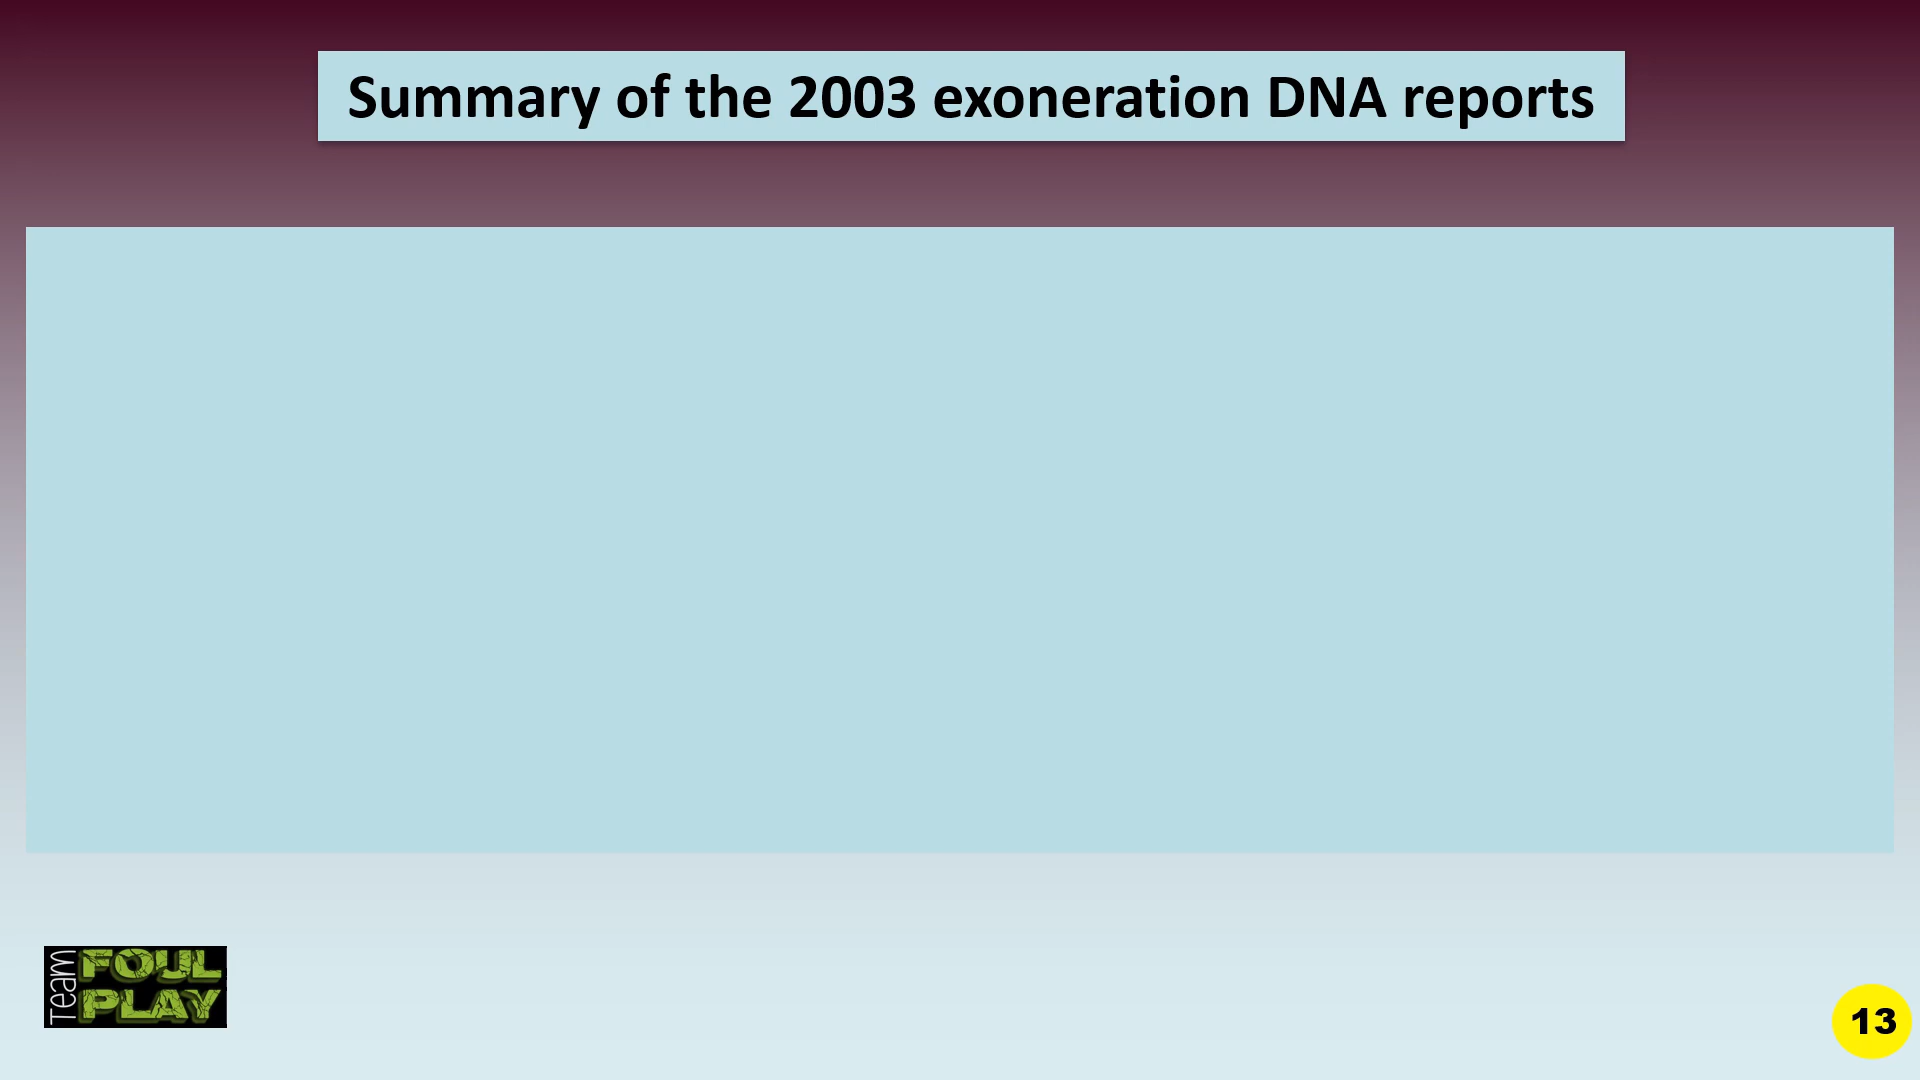 Summary of the 2003 exoneration DNA reports
Team
FOUL
PLAY
13